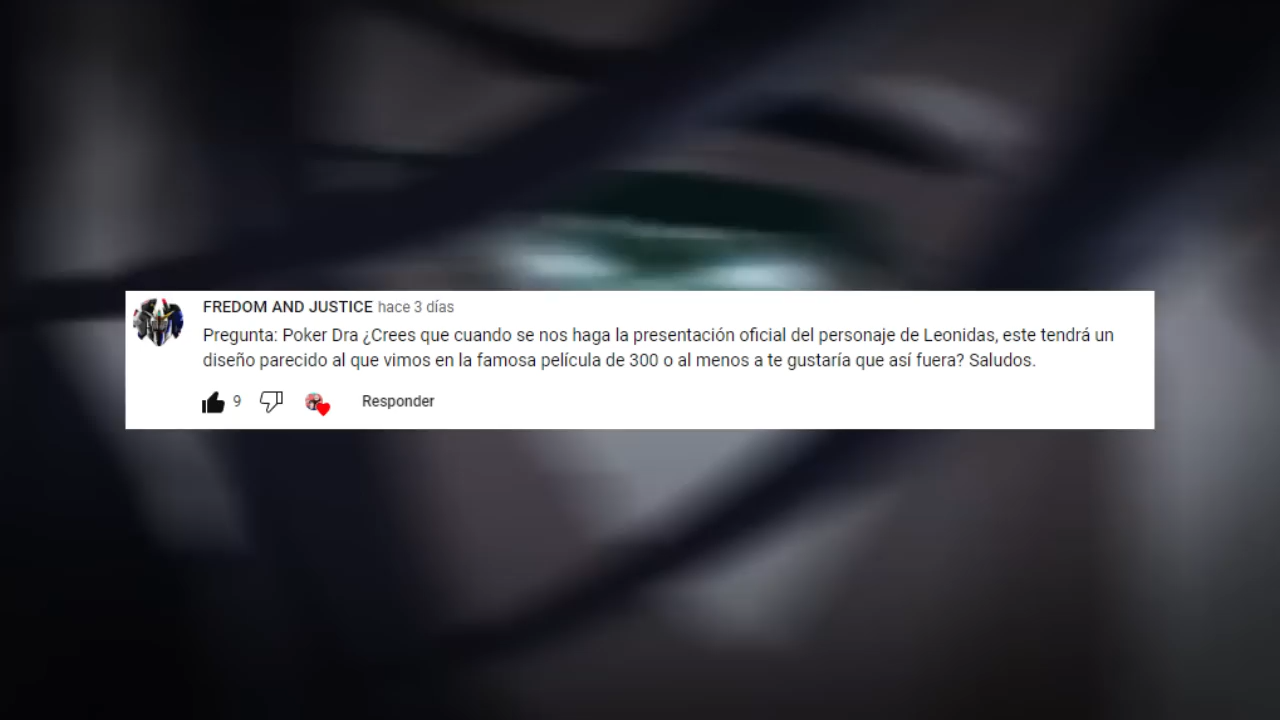 FREDOM AND JUSTICE hace 3 días
Pregunta: Poker Dra ¿Crees que cuando se nos haga la presentación oficial del personaje de Leonidas, este tendrá un
diseño parecido al que vimos en la famosa película de 300 o al menos a te gustaría que así fuera? Saludos.
9 Responder